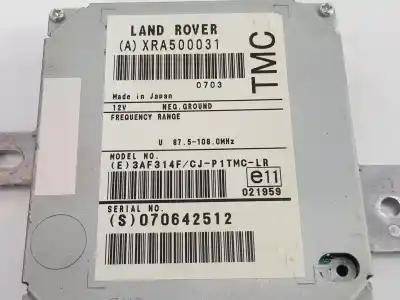 LAND ROVER
(A) XRA500031
0703
TMC
Made in Japan
12V NEG.GROUND
FREQUENCY RANGE
U 87.5-108.0MHz
MODEL NO.
(E)3AF314F/CJ-P1TMC-LR
e11
021959
SERIAL NO.
(S)070642512